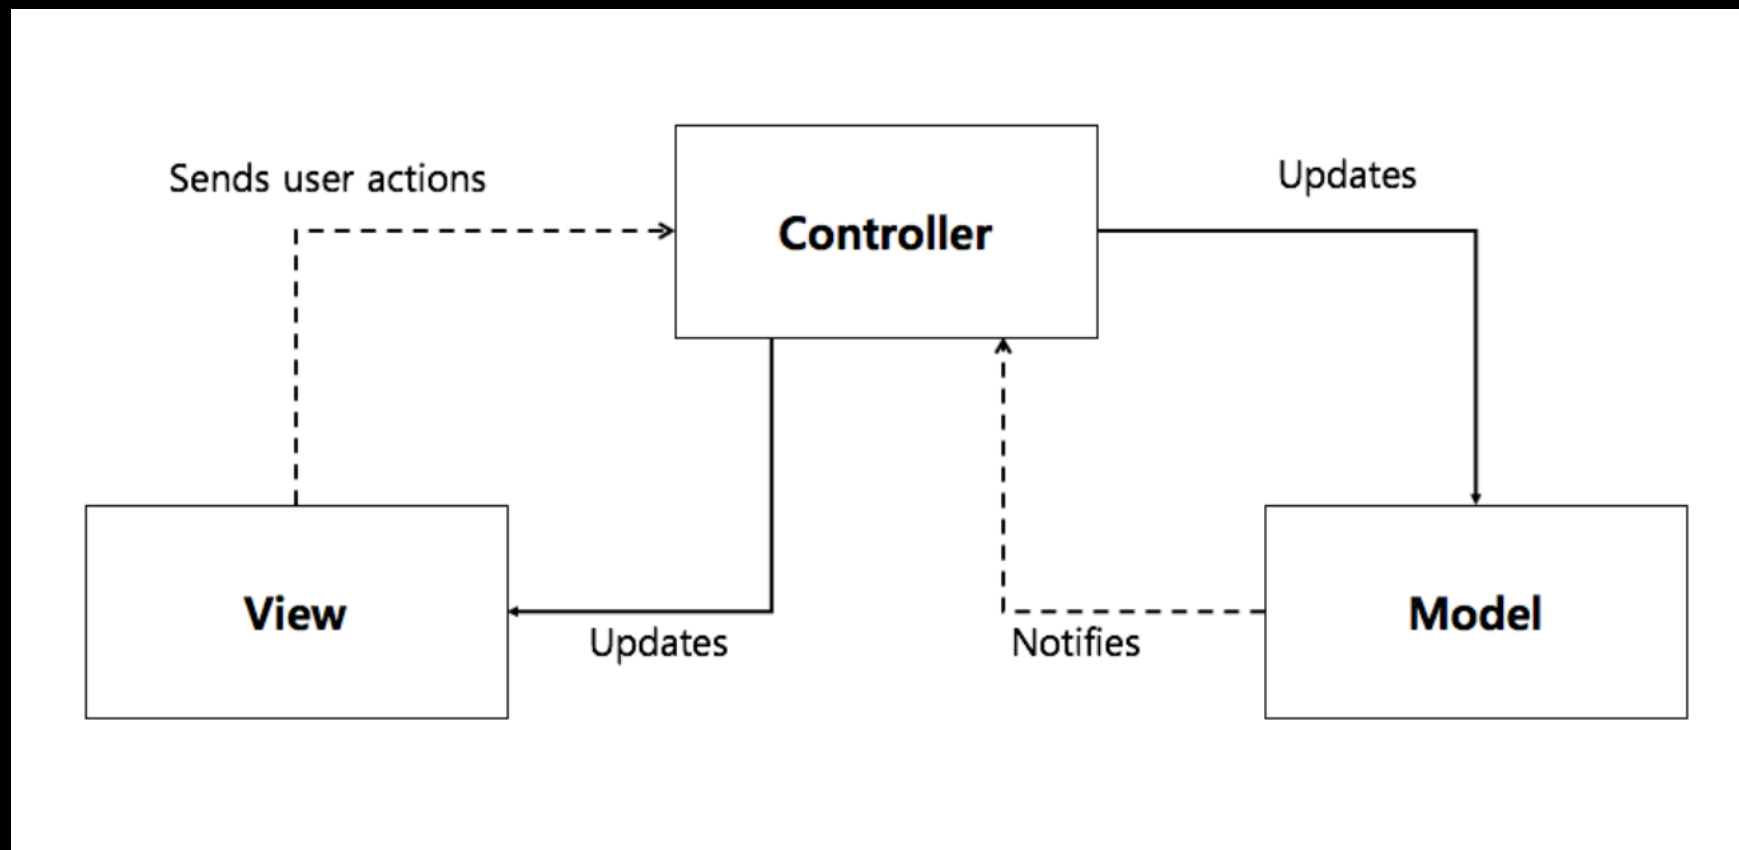 Sends user actions
Updates
Controller
View
Updates
Notifies
Model